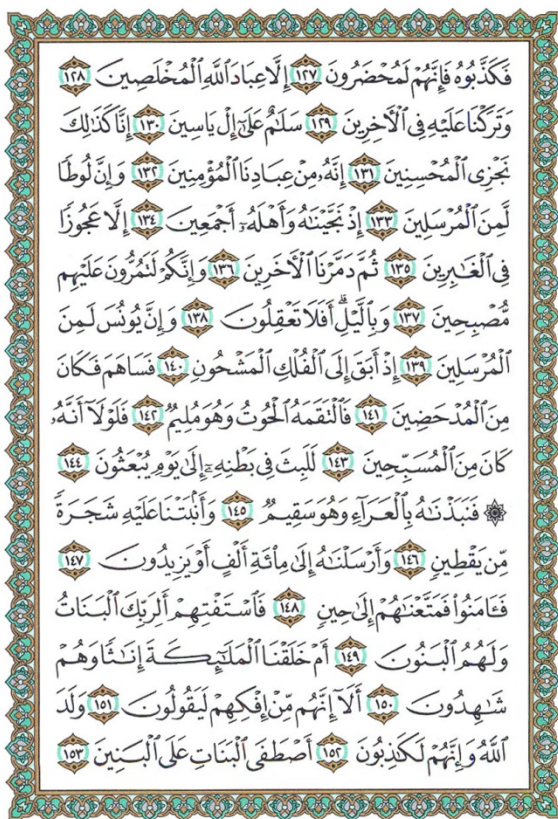 فَكَذَّبُوهُ فَإِنَّهُمْ لَمُحْضَرُونَ ١٢٧ إِلَّا عِبَادَ ٱللَّهِ ٱلْمُخْلَصِينَ ١٢٨
وَتَرَكْنَا عَلَيْهِ فِى ٱلْـَٔاخِرِينَ ١٢٩ سَلَـٰمٌ عَلَىٰٓ إِلْ يَاسِينَ ١٣٠ إِنَّا كَذَٰلِكَ
نَجْزِى ٱلْمُحْسِنِينَ ١٣١ إِنَّهُۥ مِنْ عِبَادِنَا ٱلْمُؤْمِنِينَ ١٣٢ وَإِنَّ لُوطًا
لَّمِنَ ٱلْمُرْسَلِينَ ١٣٣ إِذْ نَجَّيْنَـٰهُ وَأَهْلَهُۥٓ أَجْمَعِينَ ١٣٤ إِلَّا عَجُوزًا
فِى ٱلْغَـٰبِرِينَ ١٣٥ ثُمَّ دَمَّرْنَا ٱلْـَٔاخَرِينَ ١٣٦ وَإِنَّكُمْ لَتَمُرُّونَ عَلَيْهِم
مُّصْبِحِينَ ١٣٧ وَبِٱلَّيْلِ ۗ أَفَلَا تَعْقِلُونَ ١٣٨ وَإِنَّ يُونُسَ لَمِنَ
ٱلْمُرْسَلِينَ ١٣٩ إِذْ أَبَقَ إِلَى ٱلْفُلْكِ ٱلْمَشْحُونِ ١٤٠ فَسَاهَمَ فَكَانَ
مِنَ ٱلْمُدْحَضِينَ ١٤١ فَٱلْتَقَمَهُ ٱلْحُوتُ وَهُوَ مُلِيمٌ ١٤٢ فَلَوْلَآ أَنَّهُۥ
كَانَ مِنَ ٱلْمُسَبِّحِينَ ١٤٣ لَلَبِثَ فِى بَطْنِهِۦٓ إِلَىٰ يَوْمِ يُبْعَثُونَ ١٤٤
۞ فَنَبَذْنَـٰهُ بِٱلْعَرَآءِ وَهُوَ سَقِيمٌ ١٤٥ وَأَنۢبَتْنَا عَلَيْهِ شَجَرَةً
مِّن يَقْطِينٍ ١٤٦ وَأَرْسَلْنَـٰهُ إِلَىٰ مِا۟ئَةِ أَلْفٍ أَوْ يَزِيدُونَ ١٤٧
فَـَٔامَنُوا۟ فَمَتَّعْنَـٰهُمْ إِلَىٰ حِينٍ ١٤٨ فَٱسْتَفْتِهِمْ أَلِرَبِّكَ ٱلْبَنَاتُ
وَلَهُمُ ٱلْبَنُونَ ١٤٩ أَمْ خَلَقْنَا ٱلْمَلَـٰٓئِكَةَ إِنَـٰثًا وَهُمْ
شَـٰهِدُونَ ١٥٠ أَلَآ إِنَّهُم مِّنْ إِفْكِهِمْ لَيَقُولُونَ ١٥١ وَلَدَ
ٱللَّهُ وَإِنَّهُمْ لَكَـٰذِبُونَ ١٥٢ أَصْطَفَى ٱلْبَنَاتِ عَلَى ٱلْبَنِينَ ١٥٣